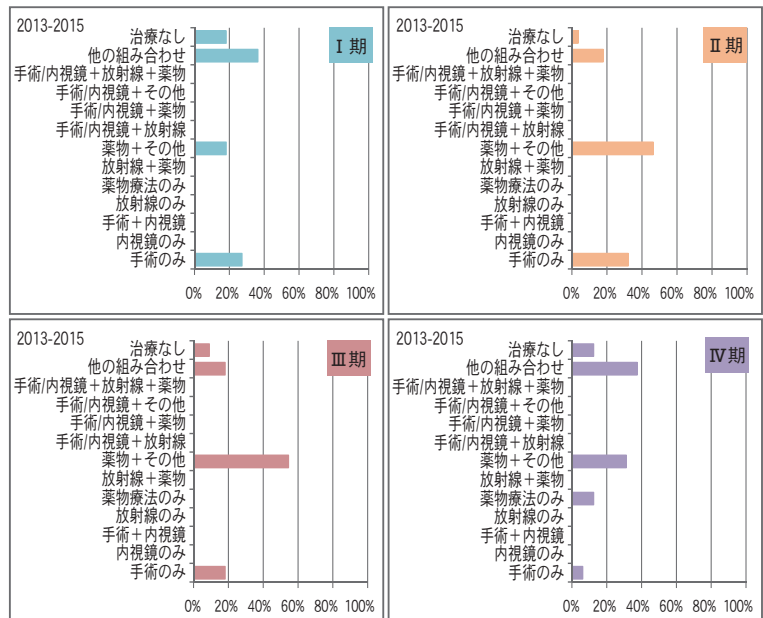 2013-2015
Ⅰ期
治療なし
他の組み合わせ
手術/内視鏡＋放射線＋薬物
手術/内視鏡＋その他
手術/内視鏡＋薬物
手術/内視鏡＋放射線
薬物＋その他
放射線＋薬物
薬物療法のみ
放射線のみ
手術＋内視鏡
内視鏡のみ
手術のみ
0% 20% 40% 60% 80% 100%
2013-2015
Ⅱ期
治療なし
他の組み合わせ
手術/内視鏡＋放射線＋薬物
手術/内視鏡＋その他
手術/内視鏡＋薬物
手術/内視鏡＋放射線
薬物＋その他
放射線＋薬物
薬物療法のみ
放射線のみ
手術＋内視鏡
内視鏡のみ
手術のみ
0% 20% 40% 60% 80% 100%
2013-2015
Ⅲ期
治療なし
他の組み合わせ
手術/内視鏡＋放射線＋薬物
手術/内視鏡＋その他
手術/内視鏡＋薬物
手術/内視鏡＋放射線
薬物＋その他
放射線＋薬物
薬物療法のみ
放射線のみ
手術＋内視鏡
内視鏡のみ
手術のみ
0% 20% 40% 60% 80% 100%
2013-2015
Ⅳ期
治療なし
他の組み合わせ
手術/内視鏡＋放射線＋薬物
手術/内視鏡＋その他
手術/内視鏡＋薬物
手術/内視鏡＋放射線
薬物＋その他
放射線＋薬物
薬物療法のみ
放射線のみ
手術＋内視鏡
内視鏡のみ
手術のみ
0% 20% 40% 60% 80% 100%